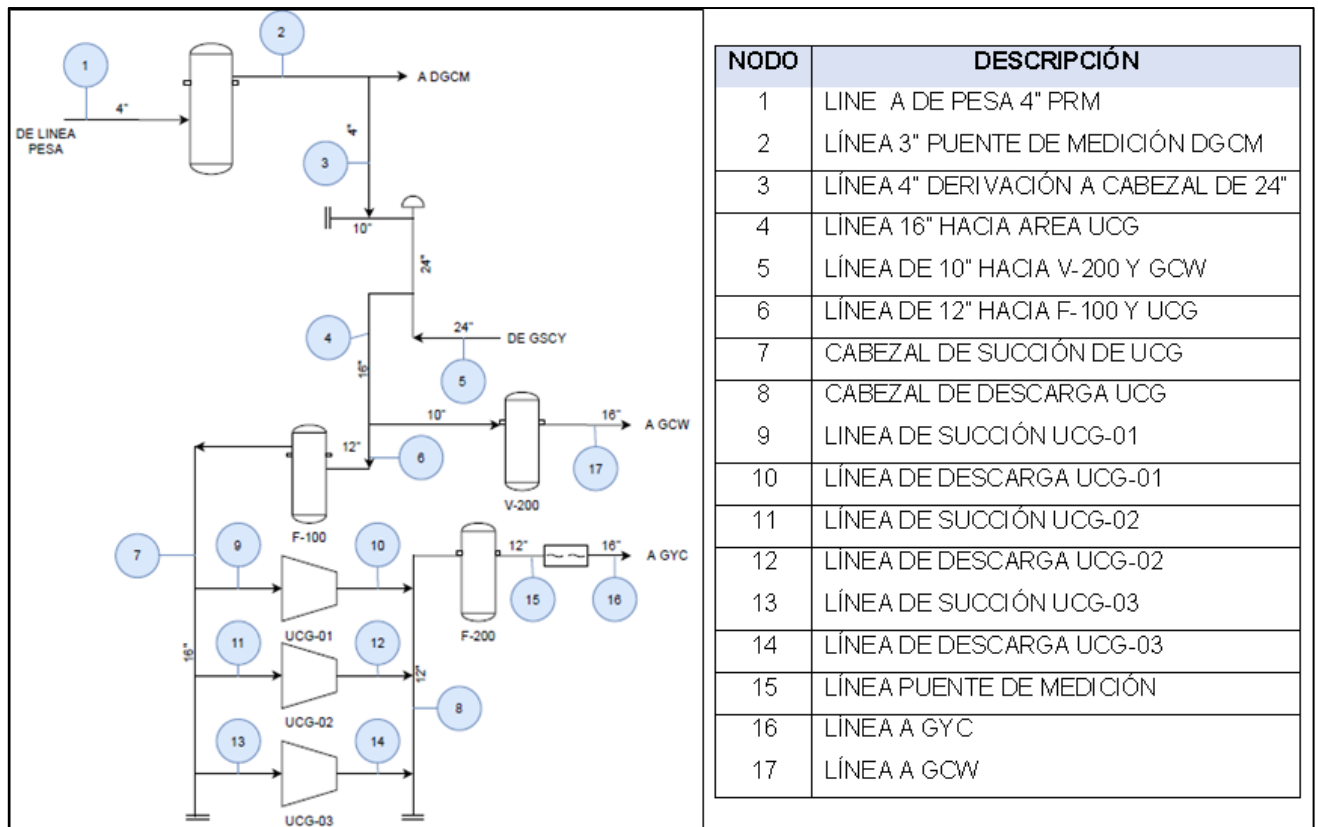 2
1
A DGCM
4"
DE LINEA
PESA
4"
3
10"
24"
4
24"
DE GSCY
16"
5
10"
16"
A GCW
12"
6
17
V-200
F-100
7
9
10
12"
16"
A GYC
15
16
UCG-01
F-200
11
12
16"
12"
UCG-02
8
13
14
UCG-03
NODO DESCRIPCIÓN
1 LINE A DE PESA 4" PRM
2 LÍNEA 3" PUENTE DE MEDICIÓN DGCM
3 LÍNEA 4" DERIVACIÓN A CABEZAL DE 24"
4 LÍNEA 16" HACIA AREA UCG
5 LÍNEA DE 10" HACIA V-200 Y GCW
6 LÍNEA DE 12" HACIA F-100 Y UCG
7 CABEZAL DE SUCCIÓN DE UCG
8 CABEZAL DE DESCARGA UCG
9 LINEA DE SUCCIÓN UCG-01
10 LÍNEA DE DESCARGA UCG-01
11 LÍNEA DE SUCCIÓN UCG-02
12 LÍNEA DE DESCARGA UCG-02
13 LÍNEA DE SUCCIÓN UCG-03
14 LÍNEA DE DESCARGA UCG-03
15 LÍNEA PUENTE DE MEDICIÓN
16 LÍNEA A GYC
17 LÍNEA A GCW